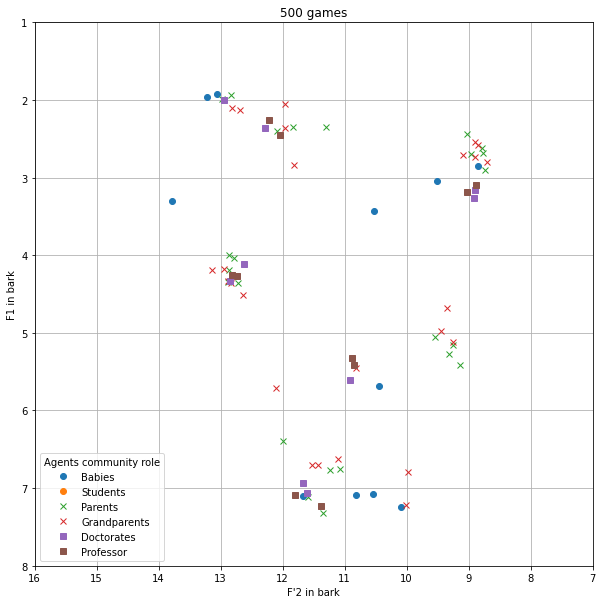 500 games
1
2
3
4
5
6
7
8
F1 in bark
Agents community role
Babies
Students
Parents
Grandparents
Doctorates
Professor
16 15 14 13 12 11 10 9 8 7
F'2 in bark